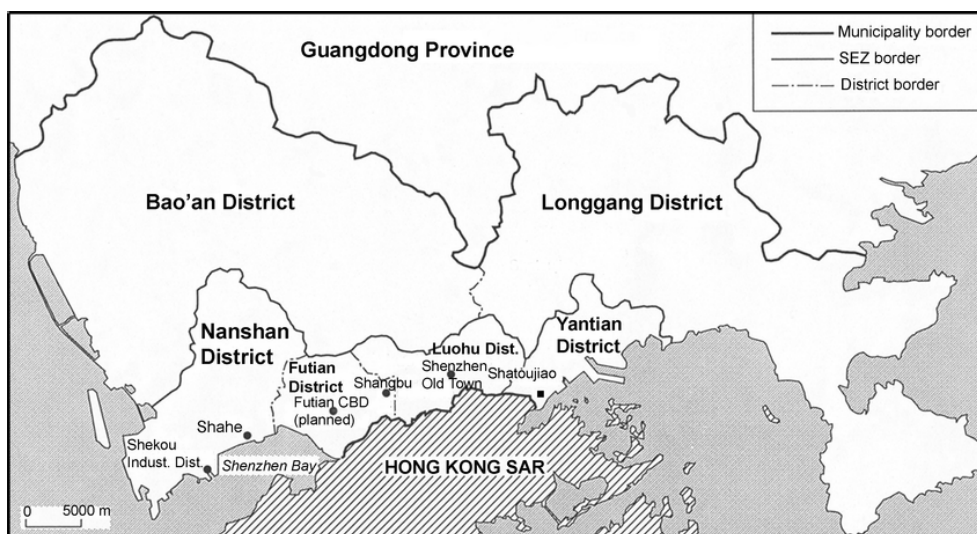 Guangdong Province
Municipality border
SEZ border
District border
Bao'an District
Longgang District
Nanshan
District
Futian
District
Futian CBD
(planned)
Shangbu
Luohu Dist.
Shenzhen
Old Town
Shatoujiao
Yantian
District
Shahe
Shekou
Indust. Dist.
Shenzhen Bay
HONG KONG SAR
0 5000 m